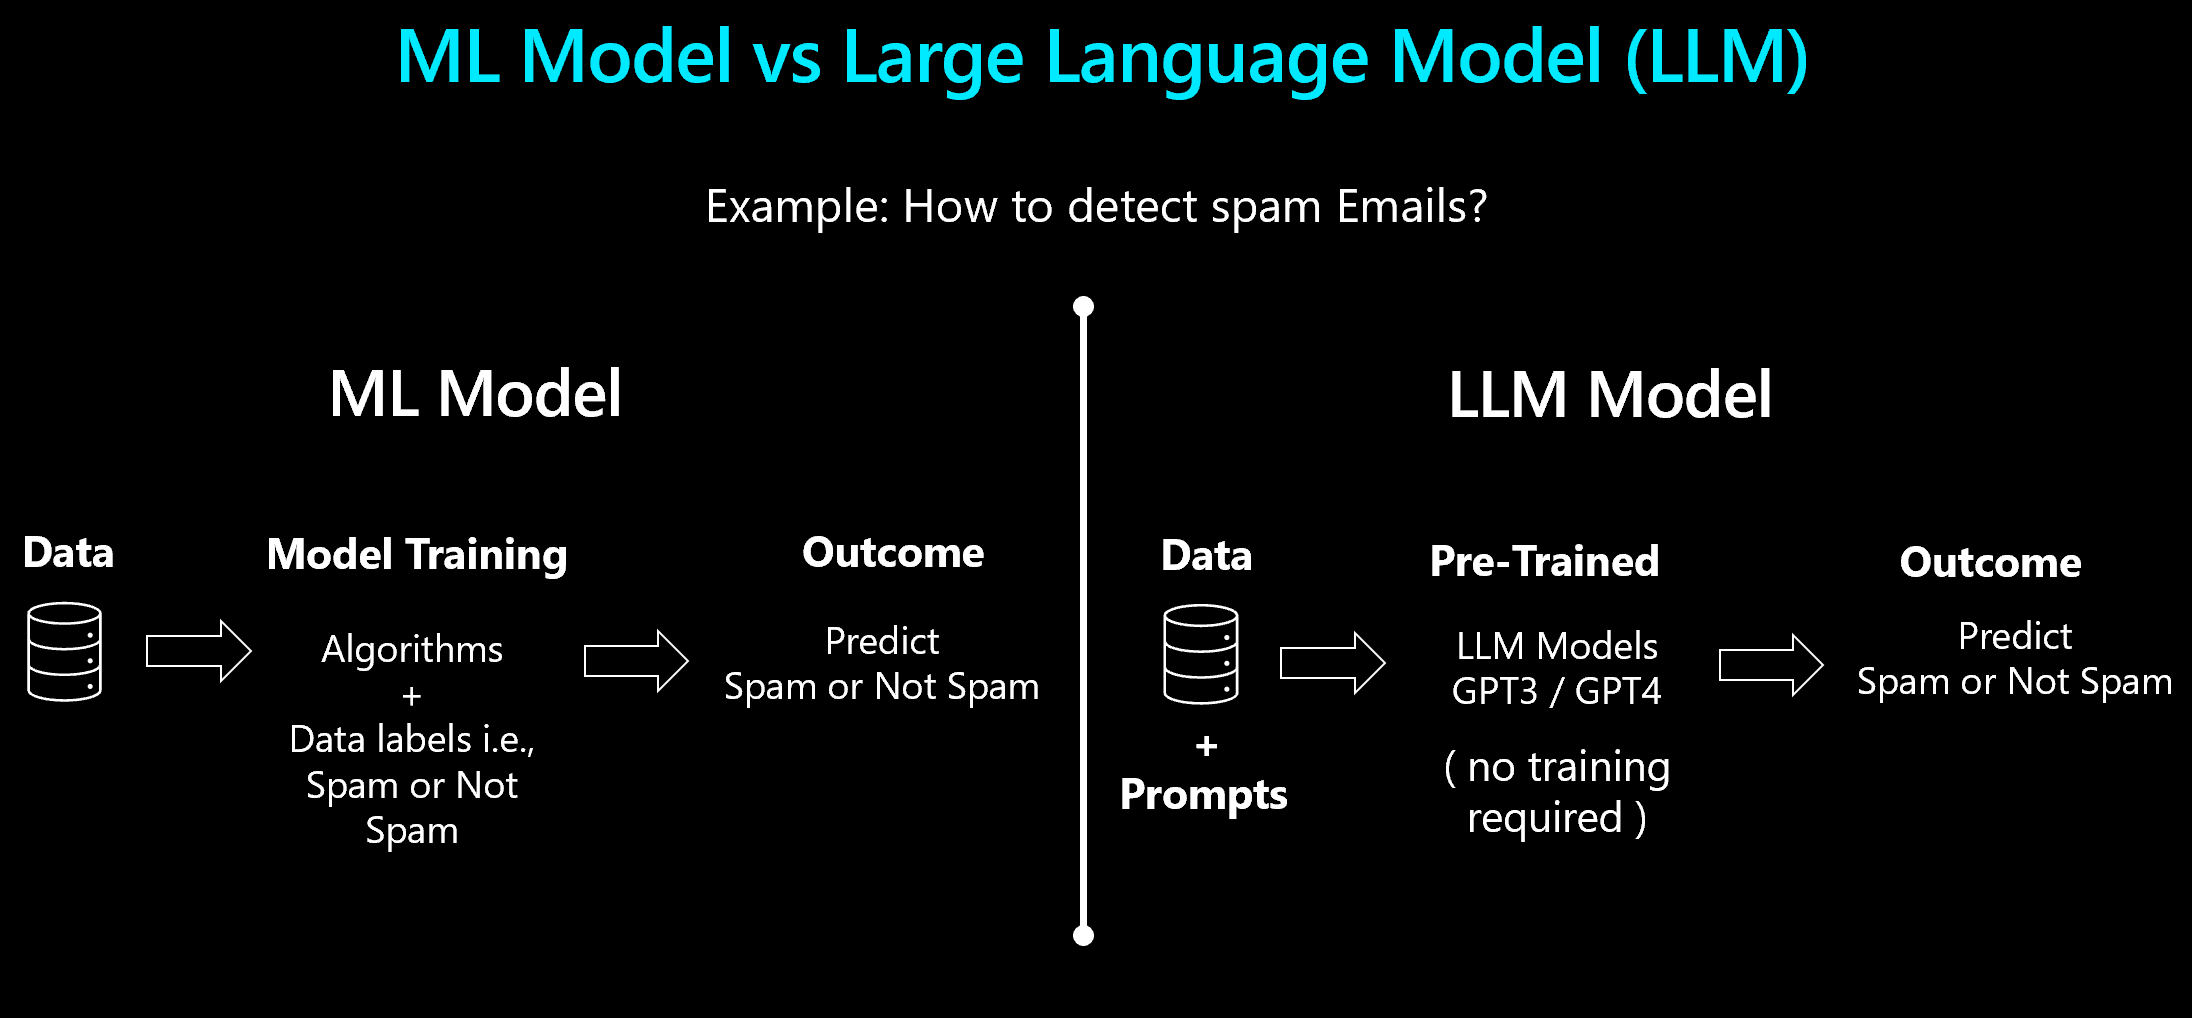 ML Model vs Large Language Model (LLM)
Example: How to detect spam Emails?
ML Model
Data
Model Training
Algorithms
+
Data labels i.e.,
Spam or Not
Spam
Outcome
Predict
Spam or Not Spam
LLM Model
Data
+
Prompts
Pre-Trained
LLM Models
GPT3 / GPT4
( no training
required )
Outcome
Predict
Spam or Not Spam